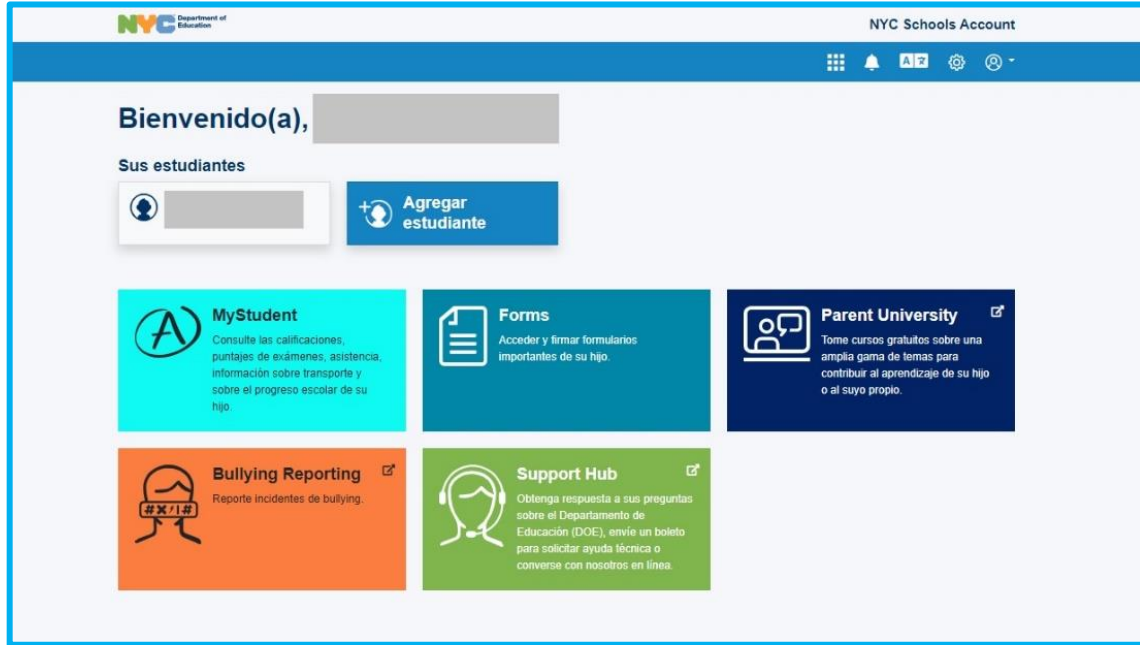 NYC Department of
Education
NYC Schools Account
Bienvenido(a),
Sus estudiantes
Agregar
estudiante
MyStudent
Consulte las calificaciones,
puntajes de exámenes, asistencia,
información sobre transporte y
sobre el progreso escolar de su
hijo.
Forms
Acceder y firmar formularios
importantes de su hijo.
Parent University
Tome cursos gratuitos sobre una
amplia gama de temas para
contribuir al aprendizaje de su hijo
o al suyo propio.
Bullying Reporting
Reporte incidentes de bullying.
#X/!#
Support Hub
Obtenga respuesta a sus preguntas
sobre el Departamento de
Educación (DOE), envíe un boleto
para solicitar ayuda técnica o
converse con nosotros en línea.